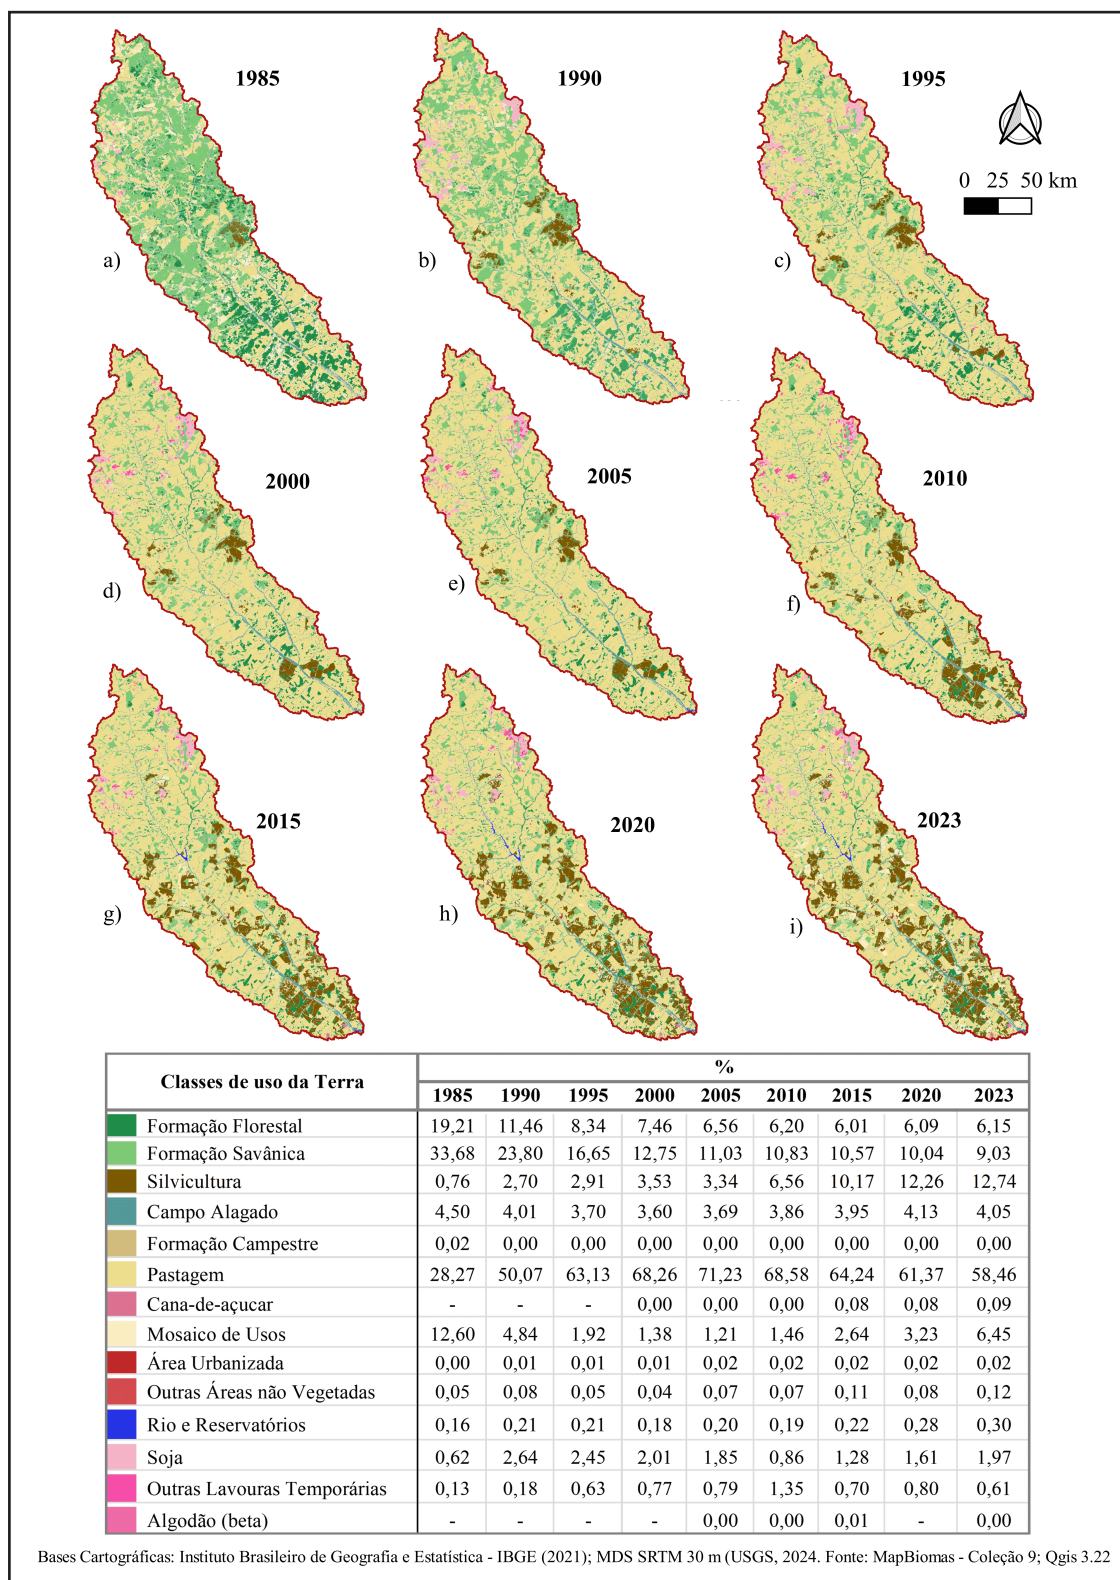 1985
1990
1995
0 25 50 km
a)
b)
c)
2000
2005
2010
d)
e)
f)
2015
2020
2023
g)
h)
i)
Classes de uso da Terra
%
1985 1990 1995 2000 2005 2010 2015 2020 2023
Formação Florestal 19,21 11,46 8,34 7,46 6,56 6,20 6,01 6,09 6,15
Formação Savânica 33,68 23,80 16,65 12,75 11,03 10,83 10,57 10,04 9,03
Silvicultura 0,76 2,70 2,91 3,53 3,34 6,56 10,17 12,26 12,74
Campo Alagado 4,50 4,01 3,70 3,60 3,69 3,86 3,95 4,13 4,05
Formação Campestre 0,02 0,00 0,00 0,00 0,00 0,00 0,00 0,00 0,00
Pastagem 28,27 50,07 63,13 68,26 71,23 68,58 64,24 61,37 58,46
Cana-de-açucar - - - 0,00 0,00 0,00 0,08 0,08 0,09
Mosaico de Usos 12,60 4,84 1,92 1,38 1,21 1,46 2,64 3,23 6,45
Área Urbanizada 0,00 0,01 0,01 0,01 0,02 0,02 0,02 0,02 0,02
Outras Áreas não Vegetadas 0,05 0,08 0,05 0,04 0,07 0,07 0,11 0,08 0,12
Rio e Reservatórios 0,16 0,21 0,21 0,18 0,20 0,19 0,22 0,28 0,30
Soja 0,62 2,64 2,45 2,01 1,85 0,86 1,28 1,61 1,97
Outras Lavouras Temporárias 0,13 0,18 0,63 0,77 0,79 1,35 0,70 0,80 0,61
Algodão (beta) - - - - 0,00 0,00 0,01 - 0,00
Bases Cartográficas: Instituto Brasileiro de Geografia e Estatística - IBGE (2021); MDS SRTM 30 m (USGS, 2024. Fonte: MapBiomas - Coleção 9; Qgis 3.22